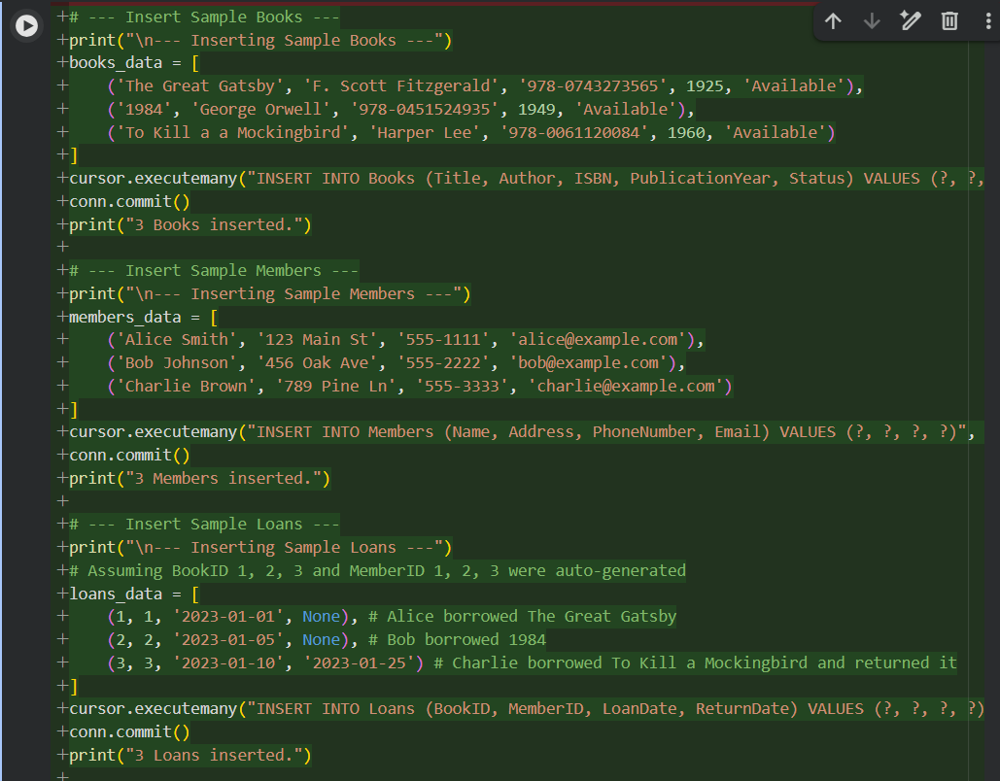 +# --- Insert Sample Books ---
+print("\n--- Inserting Sample Books ---")
+books_data = [
+    ('The Great Gatsby', 'F. Scott Fitzgerald', '978-0743273565', 1925, 'Available'),
+    ('1984', 'George Orwell', '978-0451524935', 1949, 'Available'),
+    ('To Kill a a Mockingbird', 'Harper Lee', '978-0061120084', 1960, 'Available')
+]
+cursor.executemany("INSERT INTO Books (Title, Author, ISBN, PublicationYear, Status) VALUES (?, ?,
+conn.commit()
+print("3 Books inserted.")
+
+# --- Insert Sample Members ---
+print("\n--- Inserting Sample Members ---")
+members_data = [
+    ('Alice Smith', '123 Main St', '555-1111', 'alice@example.com'),
+    ('Bob Johnson', '456 Oak Ave', '555-2222', 'bob@example.com'),
+    ('Charlie Brown', '789 Pine Ln', '555-3333', 'charlie@example.com')
+]
+cursor.executemany("INSERT INTO Members (Name, Address, PhoneNumber, Email) VALUES (?, ?, ?, ?)",
+conn.commit()
+print("3 Members inserted.")
+
+# --- Insert Sample Loans ---
+print("\n--- Inserting Sample Loans ---")
+# Assuming BookID 1, 2, 3 and MemberID 1, 2, 3 were auto-generated
+loans_data = [
+    (1, 1, '2023-01-01', None), # Alice borrowed The Great Gatsby
+    (2, 2, '2023-01-05', None), # Bob borrowed 1984
+    (3, 3, '2023-01-10', '2023-01-25') # Charlie borrowed To Kill a Mockingbird and returned it
+]
+cursor.executemany("INSERT INTO Loans (BookID, MemberID, LoanDate, ReturnDate) VALUES (?, ?, ?, ?)
+conn.commit()
+print("3 Loans inserted.")
+